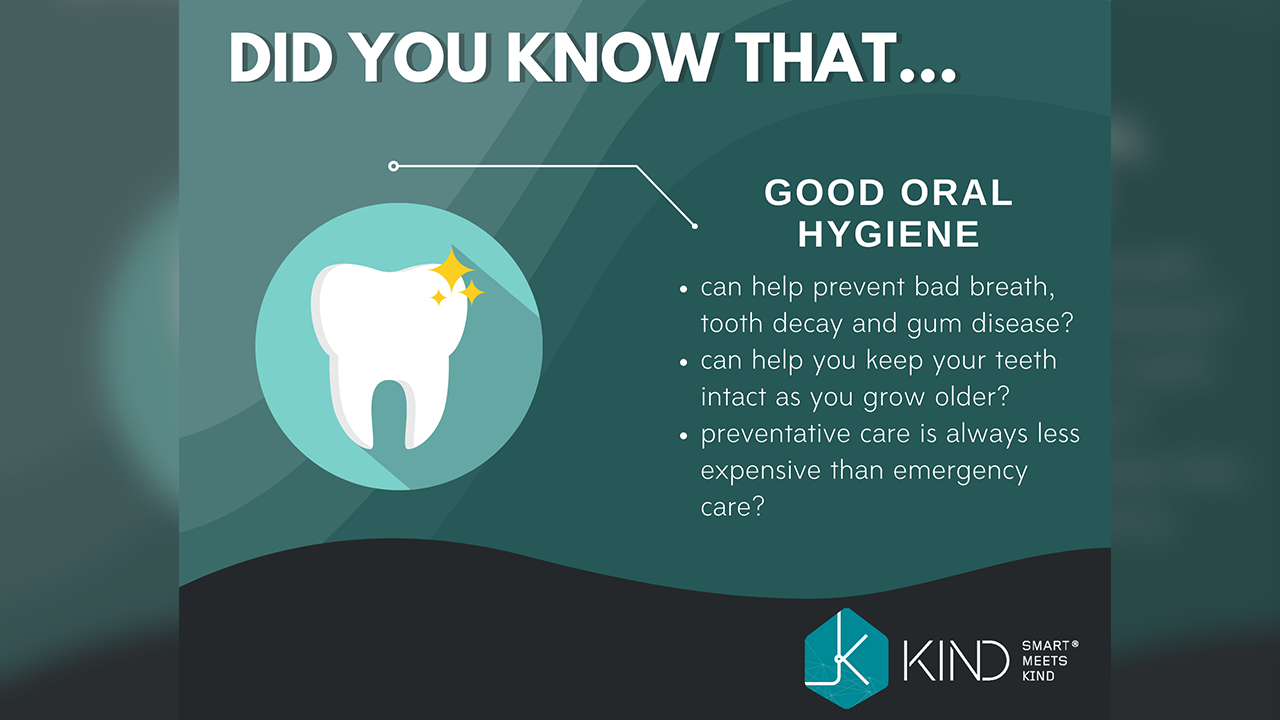 DID YOU KNOW THAT...
GOOD ORAL
HYGIENE
• can help prevent bad breath,
tooth decay and gum disease?
• can help you keep your teeth
intact as you grow older?
• preventative care is always less
expensive than emergency
care?
KIND
SMART®
MEETS
KIND